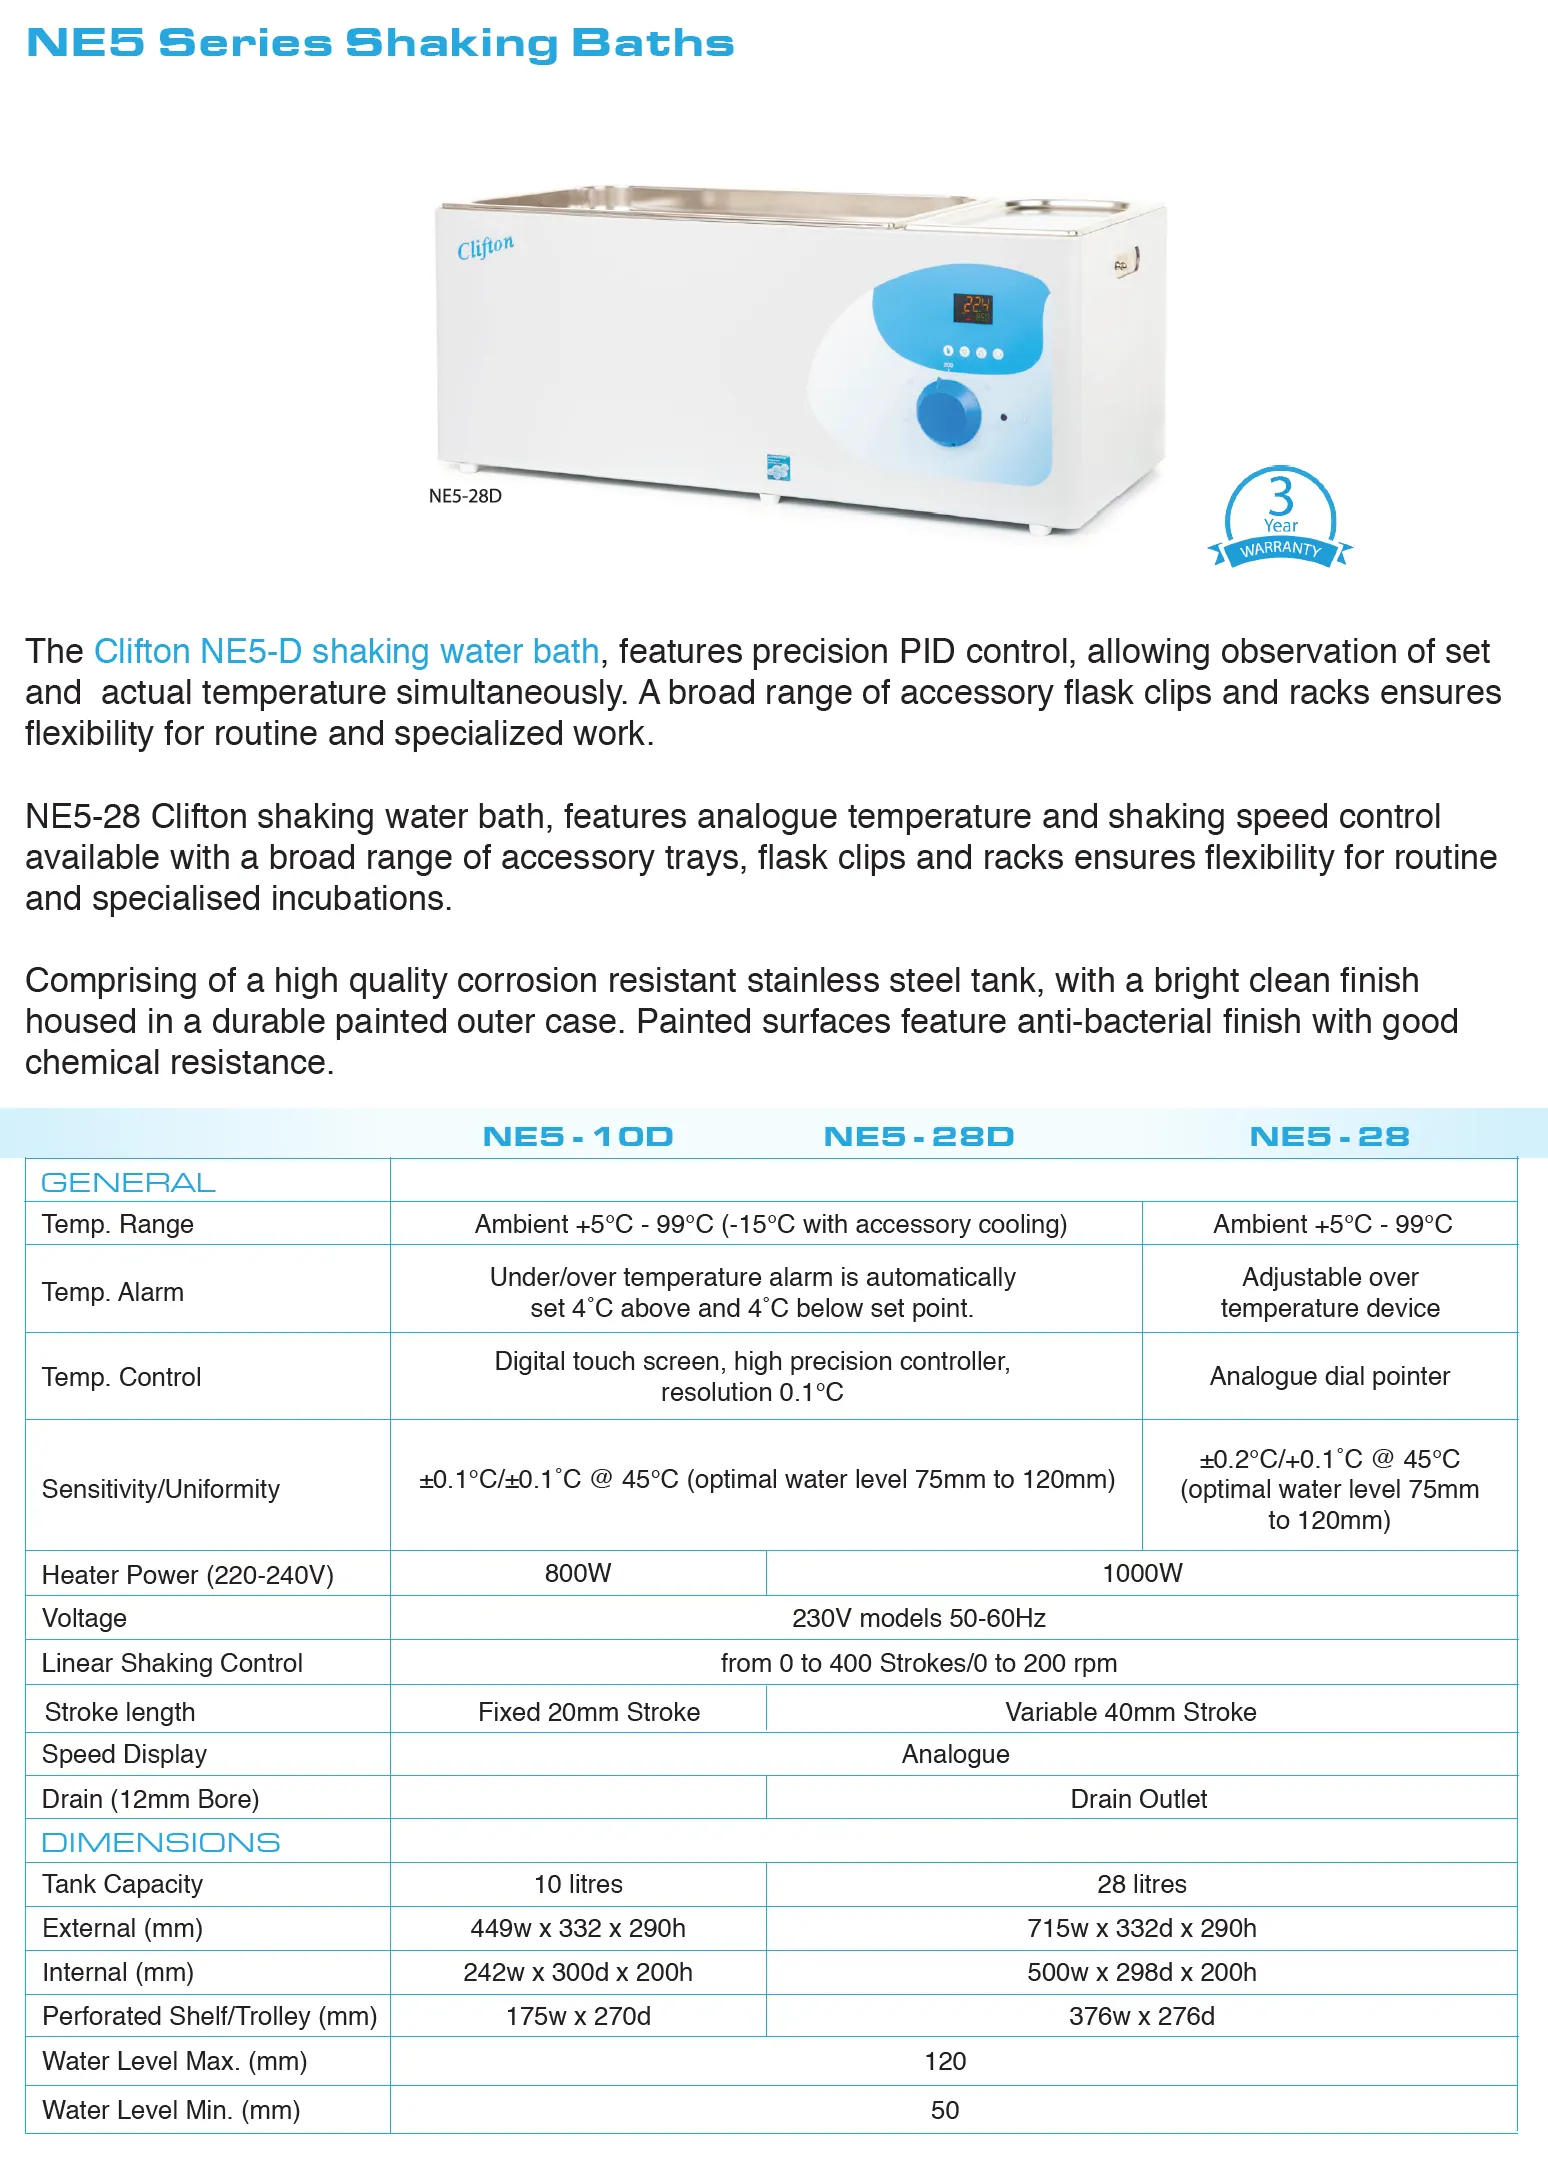 NE5 Series Shaking Baths
Clifton
22.4
200
NE5-28D
3
Year
WARRANTY
The Clifton NE5-D shaking water bath, features precision PID control, allowing observation of set
and  actual temperature simultaneously. A broad range of accessory flask clips and racks ensures
flexibility for routine and specialized work.
NE5-28 Clifton shaking water bath, features analogue temperature and shaking speed control
available with a broad range of accessory trays, flask clips and racks ensures flexibility for routine
and specialised incubations.
Comprising of a high quality corrosion resistant stainless steel tank, with a bright clean finish
housed in a durable painted outer case. Painted surfaces feature anti-bacterial finish with good
chemical resistance.
NE5 - 10D NE5 - 28D NE5 - 28
GENERAL
Temp. Range Ambient +5°C - 99°C (-15°C with accessory cooling) Ambient +5°C - 99°C
Temp. Alarm Under/over temperature alarm is automatically
set 4˚C above and 4˚C below set point.
Adjustable over
temperature device
Temp. Control Digital touch screen, high precision controller,
resolution 0.1°C
Analogue dial pointer
Sensitivity/Uniformity ±0.1°C/±0.1˚C @ 45°C (optimal water level 75mm to 120mm)
±0.2°C/+0.1˚C @ 45°C
(optimal water level 75mm
to 120mm)
Heater Power (220-240V) 800W 1000W
Voltage 230V models 50-60Hz
Linear Shaking Control from 0 to 400 Strokes/0 to 200 rpm
Stroke length Fixed 20mm Stroke Variable 40mm Stroke
Speed Display Analogue
Drain (12mm Bore) Drain Outlet
DIMENSIONS
Tank Capacity 10 litres 28 litres
External (mm) 449w x 332 x 290h 715w x 332d x 290h
Internal (mm) 242w x 300d x 200h 500w x 298d x 200h
Perforated Shelf/Trolley (mm) 175w x 270d 376w x 276d
Water Level Max. (mm) 120
Water Level Min. (mm) 50